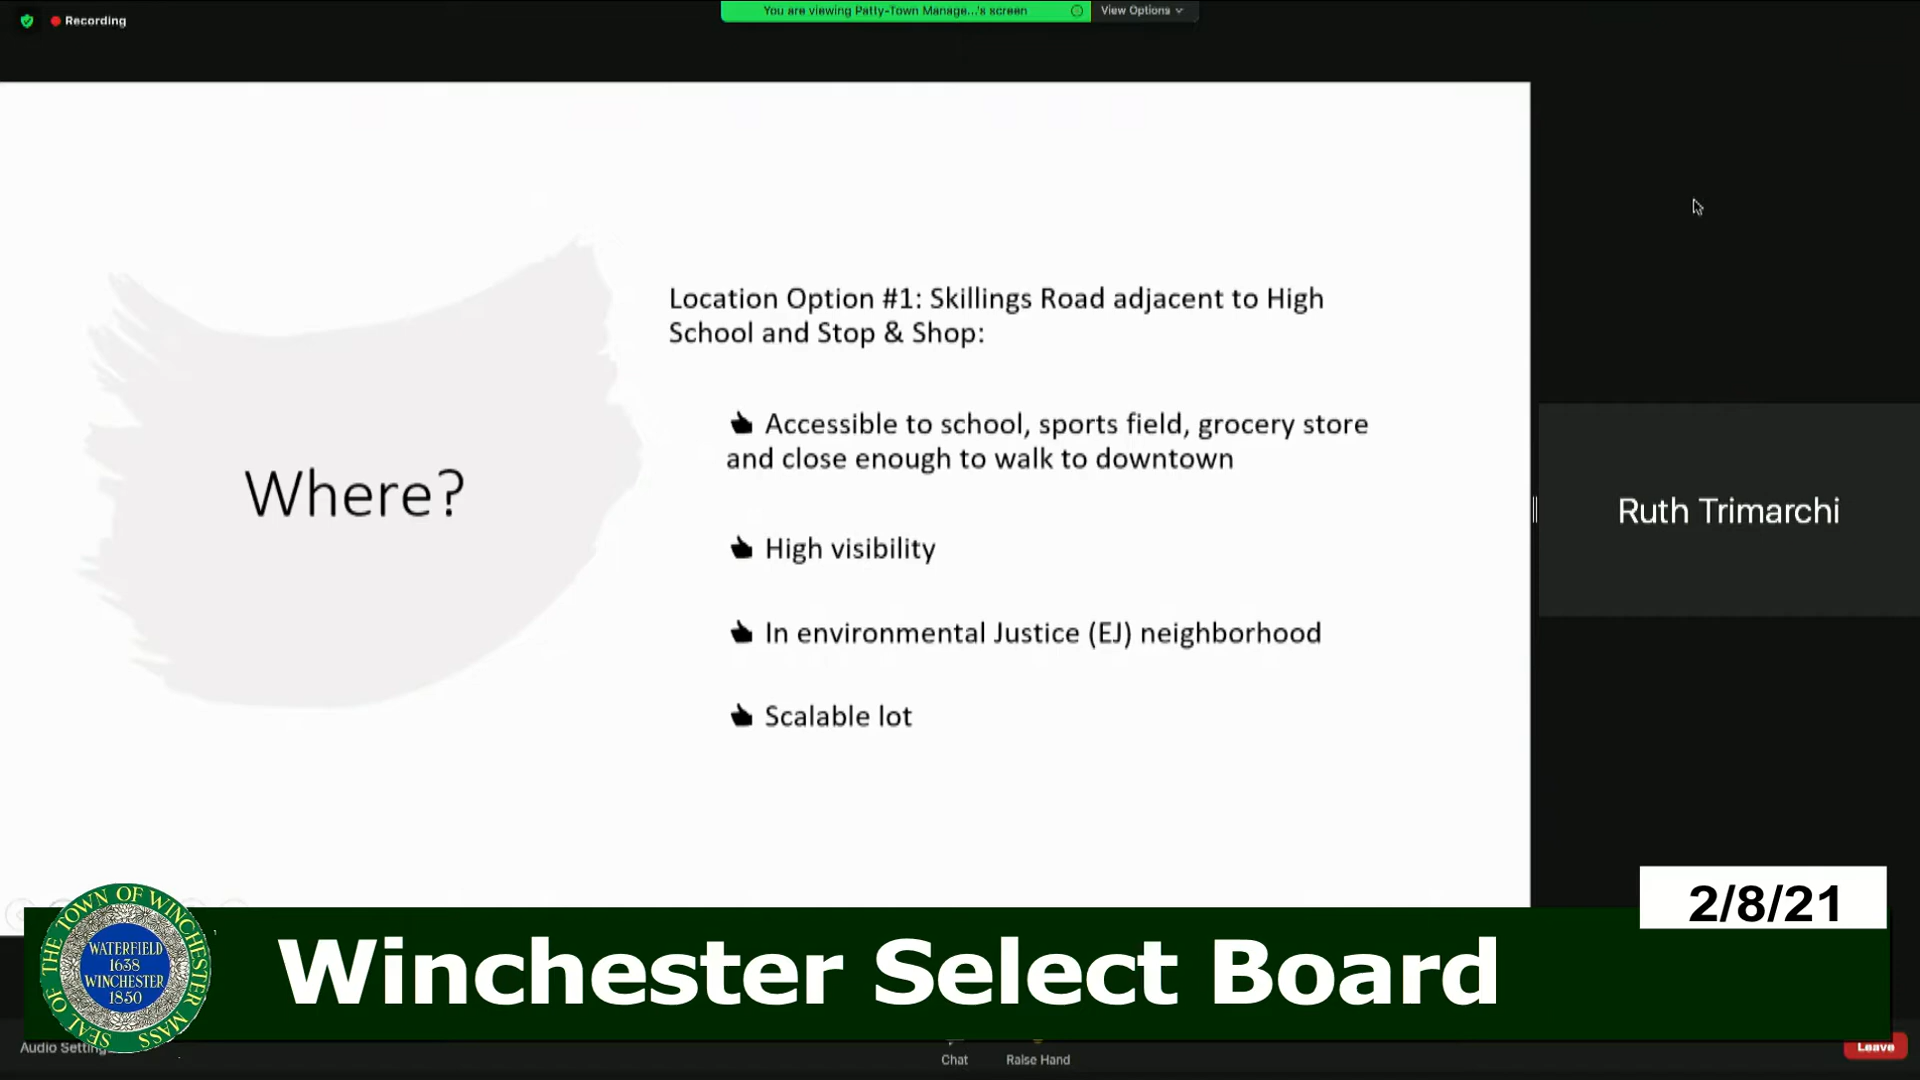 Recording
You are viewing Patty-Town Manage...'s screen
View Options
Where?
Location Option #1: Skillings Road adjacent to High
School and Stop & Shop:
Accessible to school, sports field, grocery store
and close enough to walk to downtown
High visibility
In environmental Justice (EJ) neighborhood
Scalable lot
Ruth Trimarchi
2/8/21
Winchester Select Board
THE TOWN OF WINCHESTER MASS SEAL OF
WATERFIELD
1638
WINCHESTER
1850
Audio Setting
Chat
Raise Hand
Leave